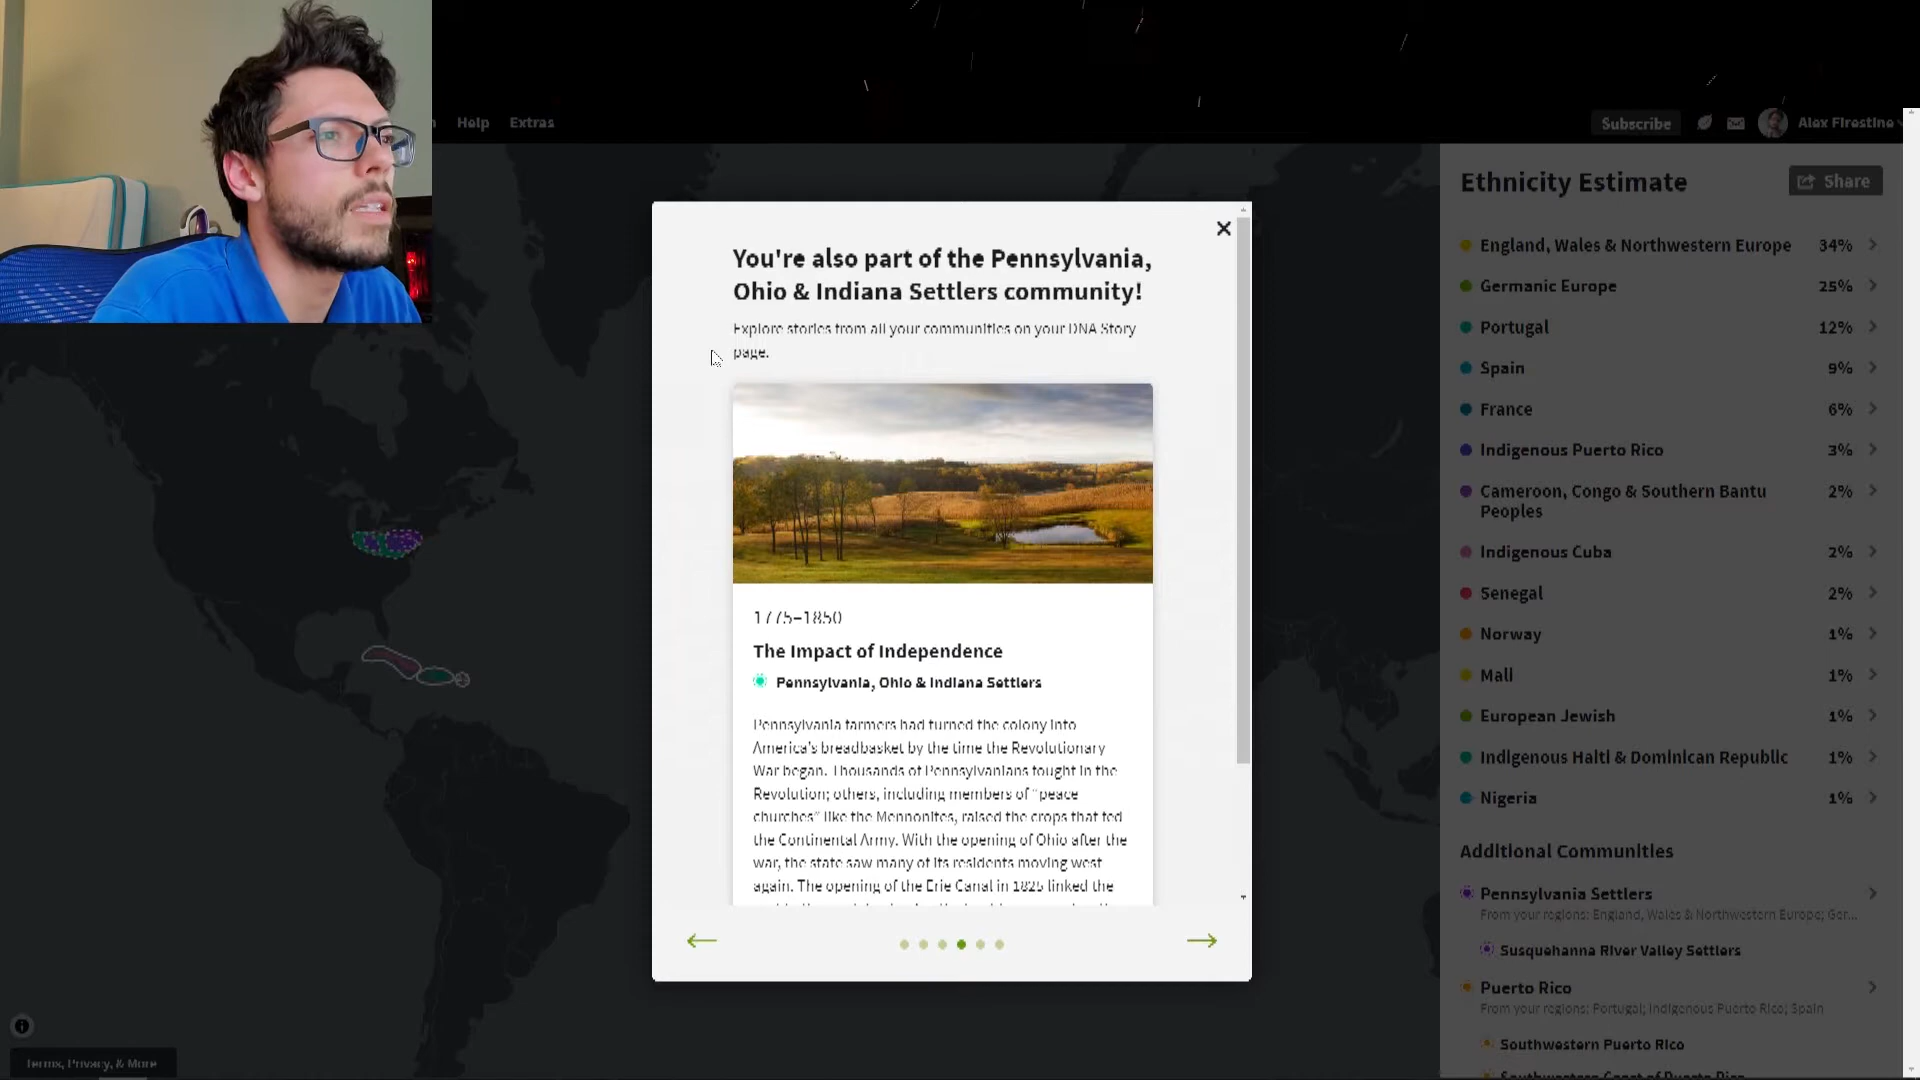 Help
Extras
Subscribe
Alex Firestine
Ethnicity Estimate
Share
England, Wales & Northwestern Europe 34%
Germanic Europe 25%
Portugal 12%
Spain 9%
France 6%
Indigenous Puerto Rico 3%
Cameroon, Congo & Southern Bantu 2%
Peoples
Indigenous Cuba 2%
Senegal 2%
Norway 1%
Mali 1%
European Jewish 1%
Indigenous Haiti & Dominican Republic 1%
Nigeria 1%
Additional Communities
Pennsylvania Settlers
From your regions: England, Wales & Northwestern Europe; Ger...
Susquehanna River Valley Settlers
Puerto Rico
From your regions: Portugal; Indigenous Puerto Rico; Spain
Southwestern Puerto Rico
Southwestern Coast of Puerto Rico
You're also part of the Pennsylvania,
Ohio & Indiana Settlers community!
Explore stories from all your communities on your DNA Story
page.
1775–1850
The Impact of Independence
Pennsylvania, Ohio & Indiana Settlers
Pennsylvania farmers had turned the colony into
America's breadbasket by the time the Revolutionary
War began. Thousands of Pennsylvanians fought in the
Revolution; others, including members of “peace
churches” like the Mennonites, raised the crops that fed
the Continental Army. With the opening of Ohio after the
war, the state saw many of its residents moving west
again. The opening of the Erie Canal in 1825 linked the
Terms, Privacy, & More